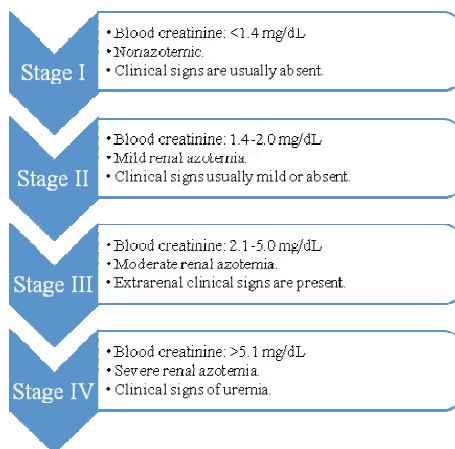 Stage I
• Blood creatinine: <1.4 mg/dL
• Nonazotemic.
• Clinical signs are usually absent.
Stage II
• Blood creatinine: 1.4-2.0 mg/dL
• Mild renal azotemia.
• Clinical signs usually mild or absent.
Stage III
• Blood creatinine: 2.1-5.0 mg/dL
• Moderate renal azotemia.
• Extrarenal clinical signs are present.
Stage IV
• Blood creatinine: >5.1 mg/dL
• Severe renal azotemia.
• Clinical signs of uremia.